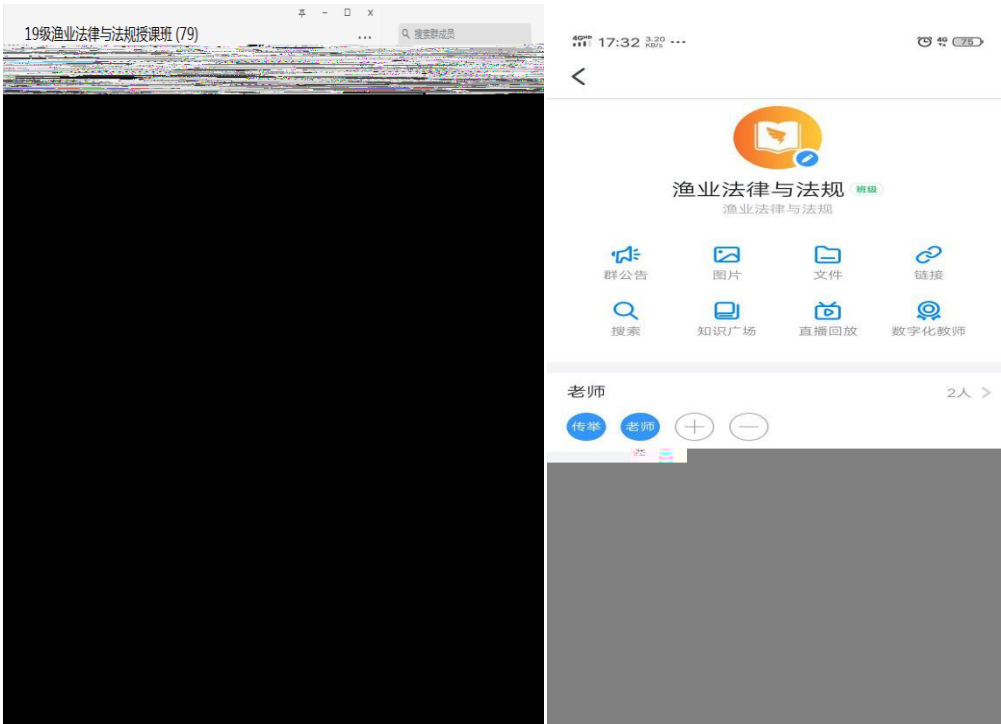 19级渔业法律与法规授课班 (79)
搜索群成员
17:32 3.20 KB/s ...
4G 75
渔业法律与法规 班级
渔业法律与法规
群公告 图片 文件 链接
搜索 知识广场 直播回放 数字化教师
老师 2人 >
传举 老师